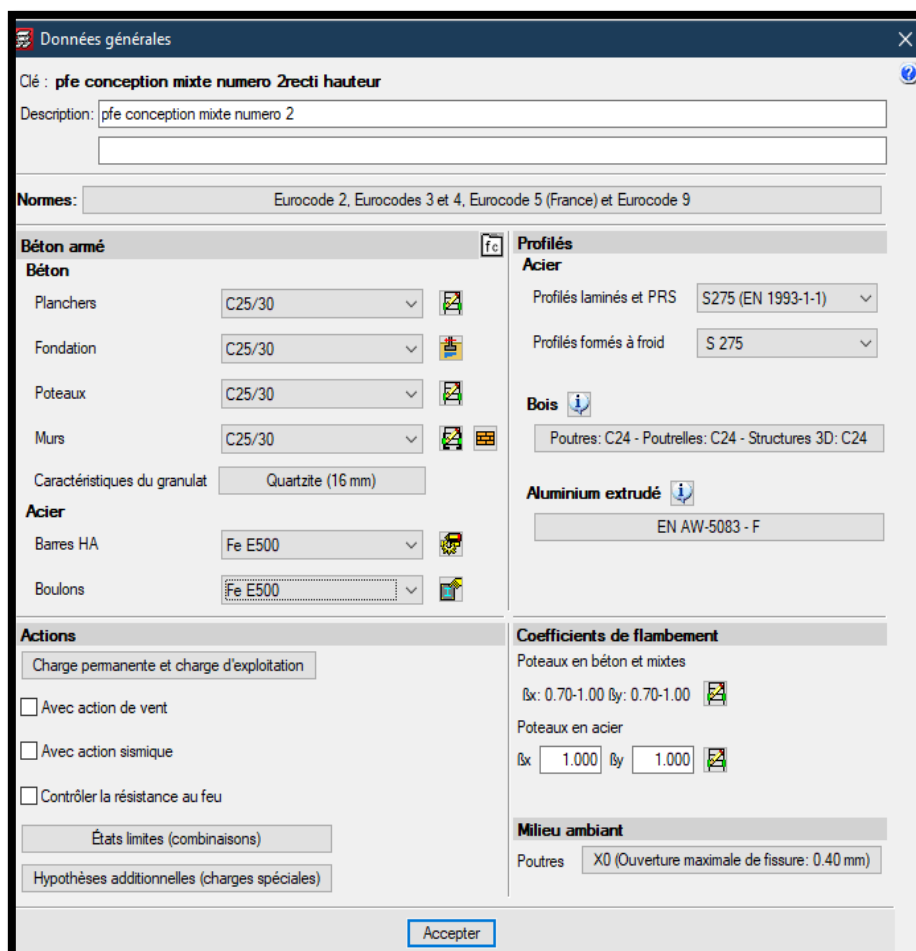 Données générales
Clé : pfe conception mixte numero 2recti hauteur
Description: pfe conception mixte numero 2
Normes: Eurocode 2, Eurocodes 3 et 4, Eurocode 5 (France) et Eurocode 9
Béton armé
fc
Béton
Planchers C25/30
Fondation C25/30
Poteaux C25/30
Murs C25/30
Caractéristiques du granulat Quartzite (16 mm)
Acier
Barres HA Fe E500
Boulons Fe E500
Profilés
Acier
Profilés laminés et PRS S275 (EN 1993-1-1)
Profilés formés à froid S 275
Bois
Poutres: C24 - Poutrelles: C24 - Structures 3D: C24
Aluminium extrudé
EN AW-5083 - F
Actions
Charge permanente et charge d'exploitation
Avec action de vent
Avec action sismique
Contrôler la résistance au feu
États limites (combinaisons)
Hypothèses additionnelles (charges spéciales)
Coefficients de flambement
Poteaux en béton et mixtes
ßx: 0.70-1.00 ßy: 0.70-1.00
Poteaux en acier
ßx 1.000 ßy 1.000
Milieu ambiant
Poutres X0 (Ouverture maximale de fissure: 0.40 mm)
Accepter